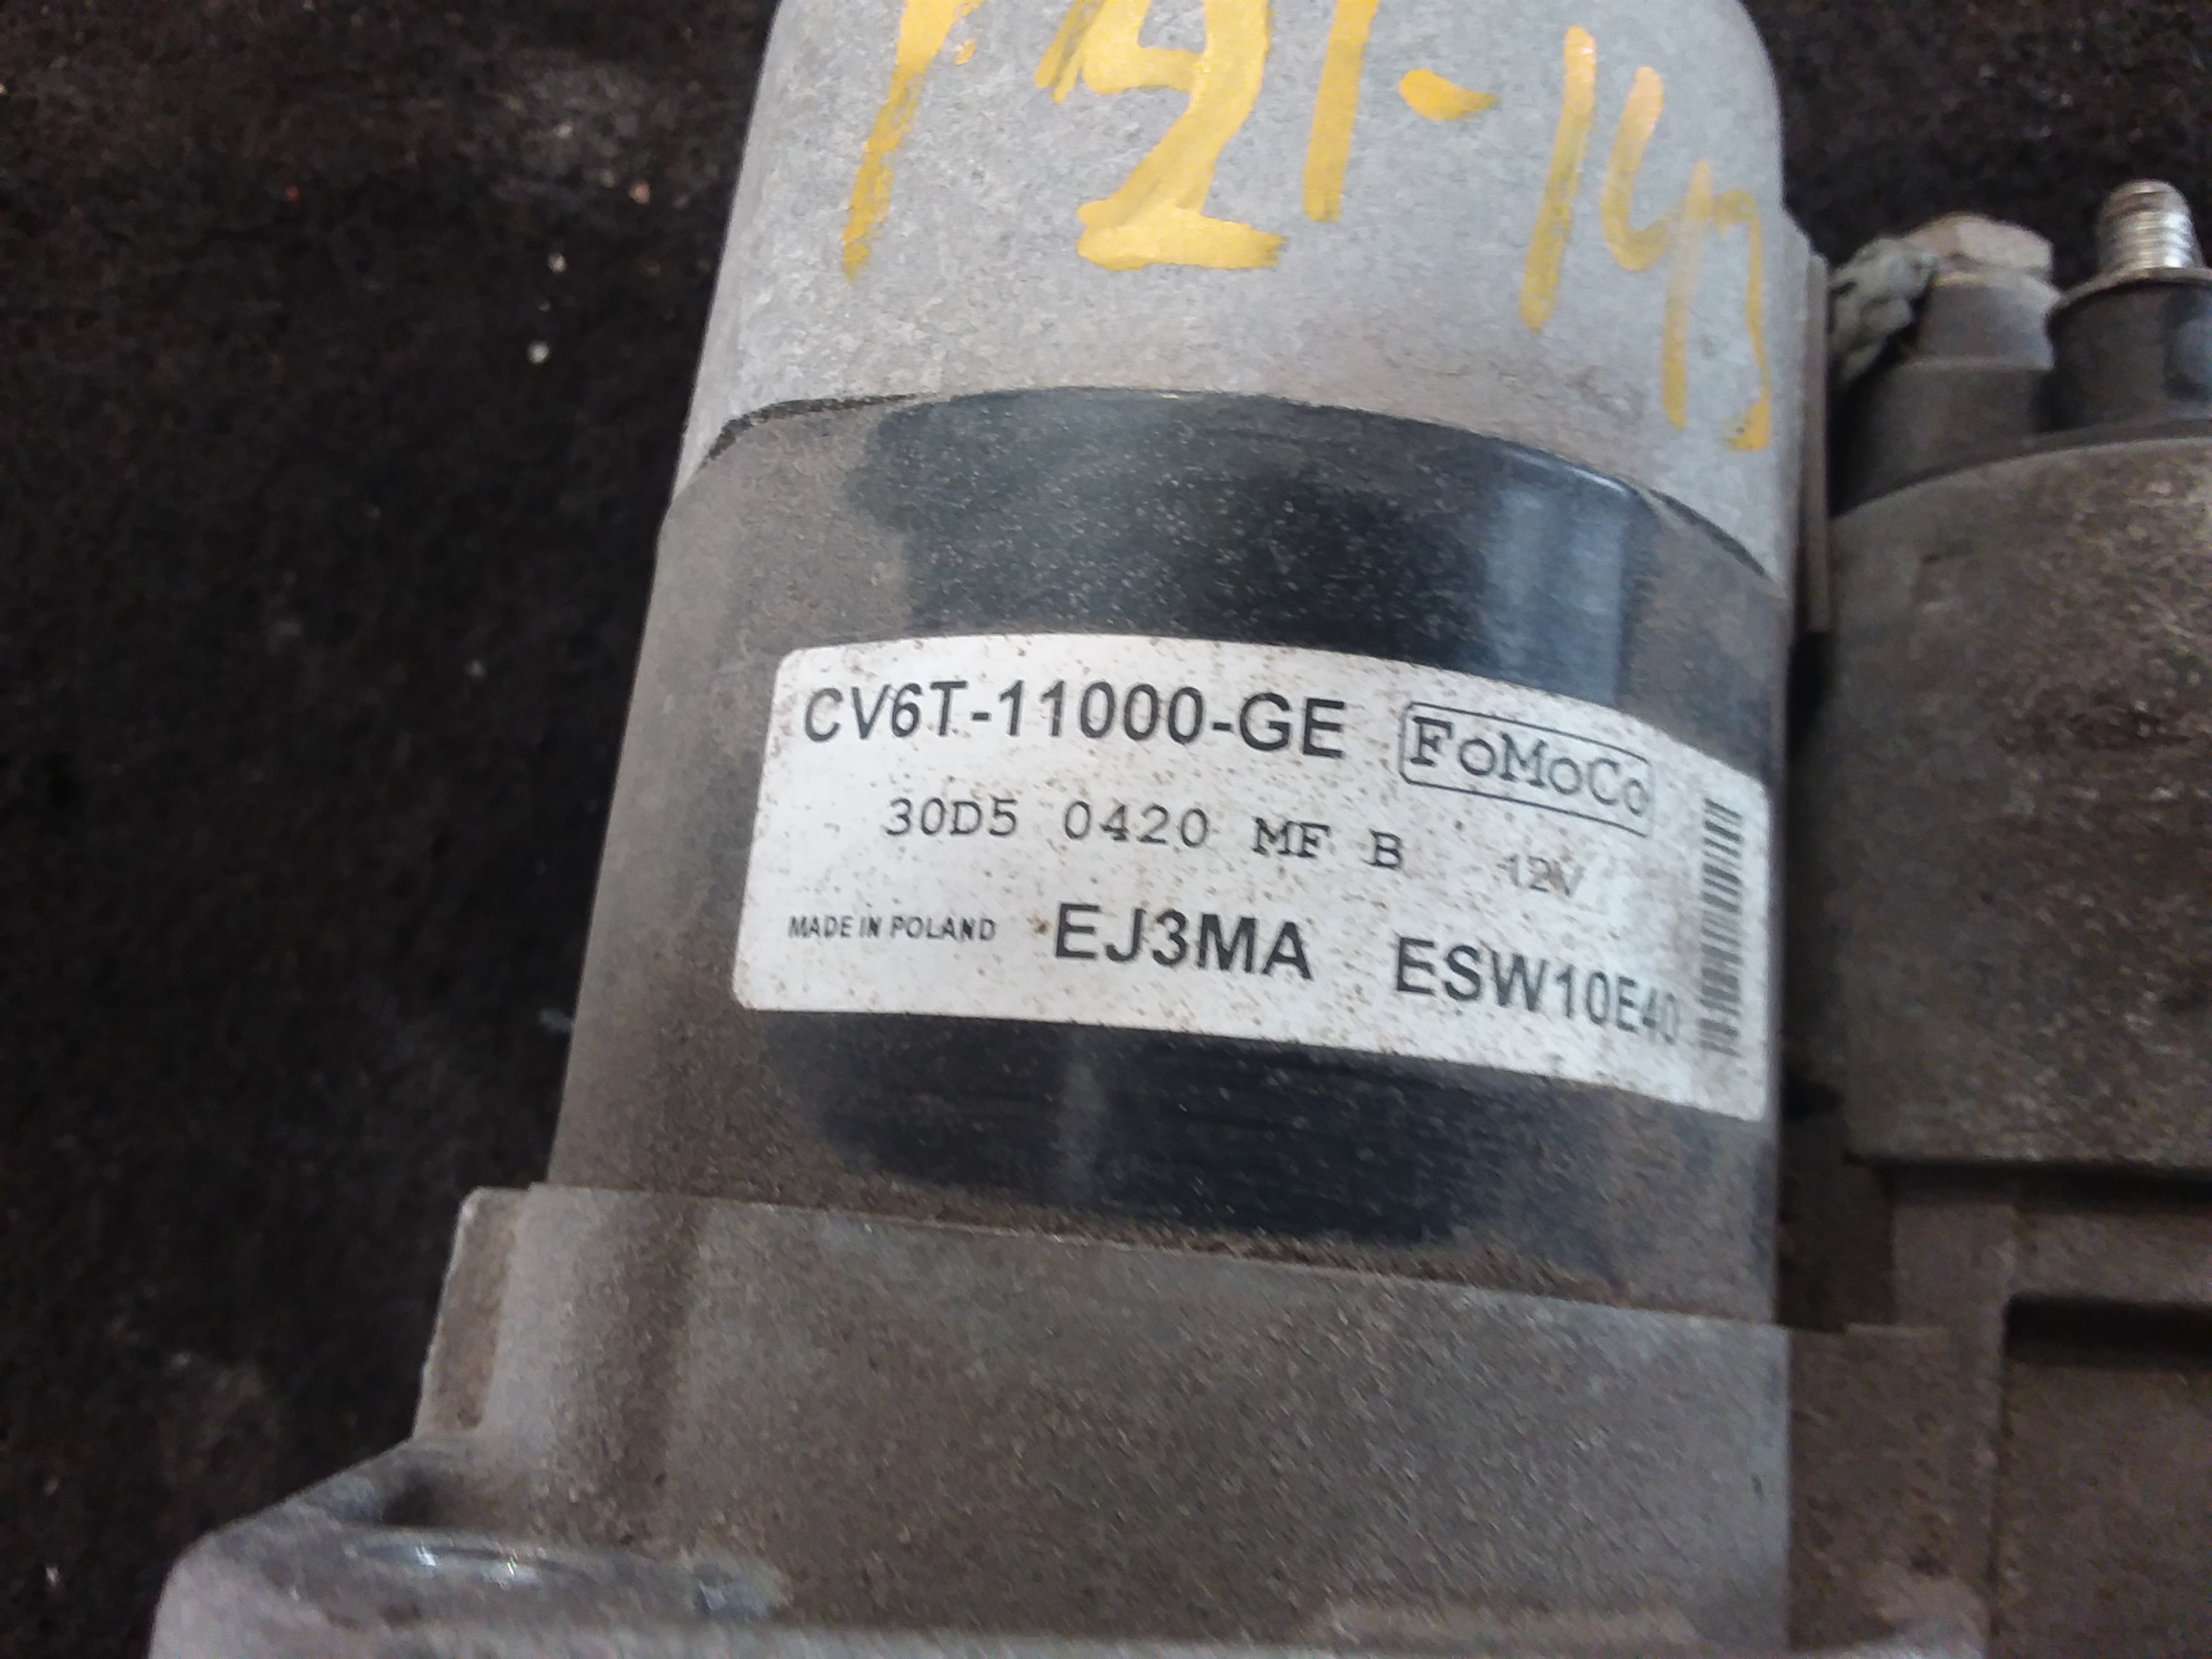 CV6T-11000-GE FoMoCo
30D5 0420 MF B 12V
MADE IN POLAND EJ3MA ESW10E40